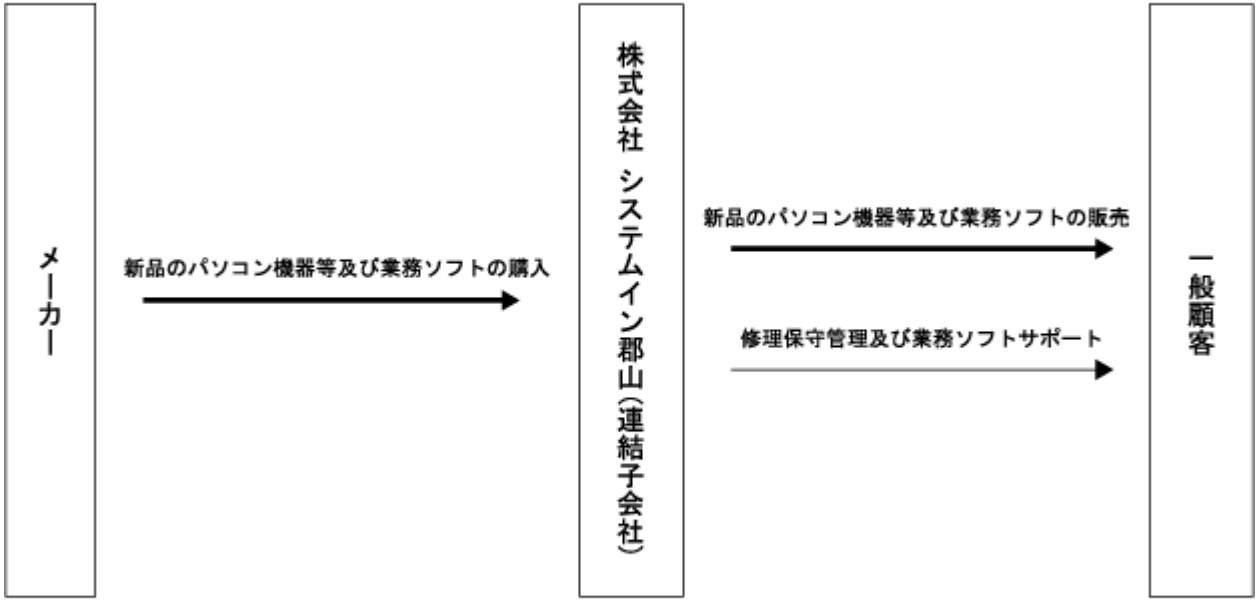 メーカー
新品のパソコン機器等及び業務ソフトの購入
株式会社 システムイン郡山(連結子会社)
新品のパソコン機器等及び業務ソフトの販売
修理保守管理及び業務ソフトサポート
一般顧客